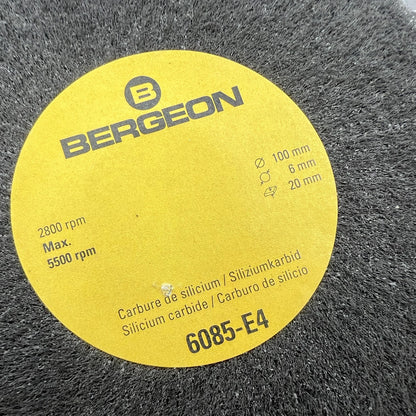 B
BERGEON
Ø 100 mm
6 mm
20 mm
2800 rpm
Max.
5500 rpm
Carbure de silicium / Siliziumkarbid
Silicium carbide / Carburo de silicio
6085-E4